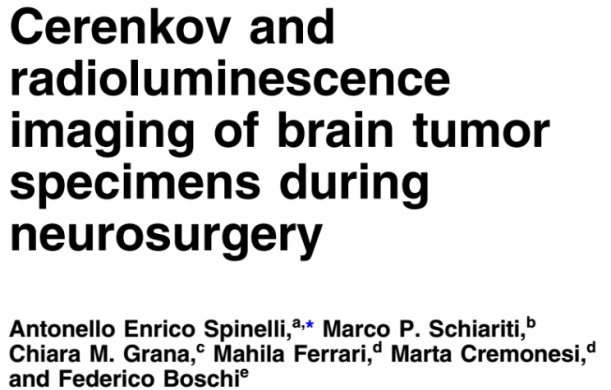 Cerenkov and
radioluminescence
imaging of brain tumor
specimens during
neurosurgery
Antonello Enrico Spinelli,a,* Marco P. Schiariti,b
Chiara M. Grana,c Mahila Ferrari,d Marta Cremonesi,d
and Federico Boschie